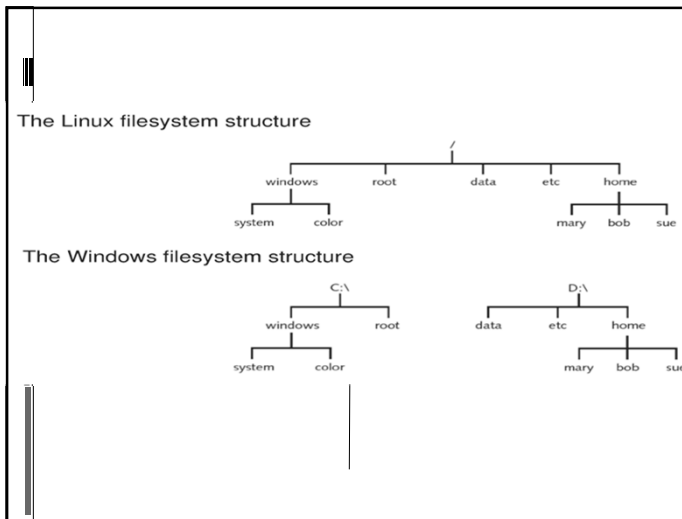 The Linux filesystem structure
/
windows root data etc home
system color mary bob sue
The Windows filesystem structure
C:\ D:\
windows root data etc home
system color mary bob sue